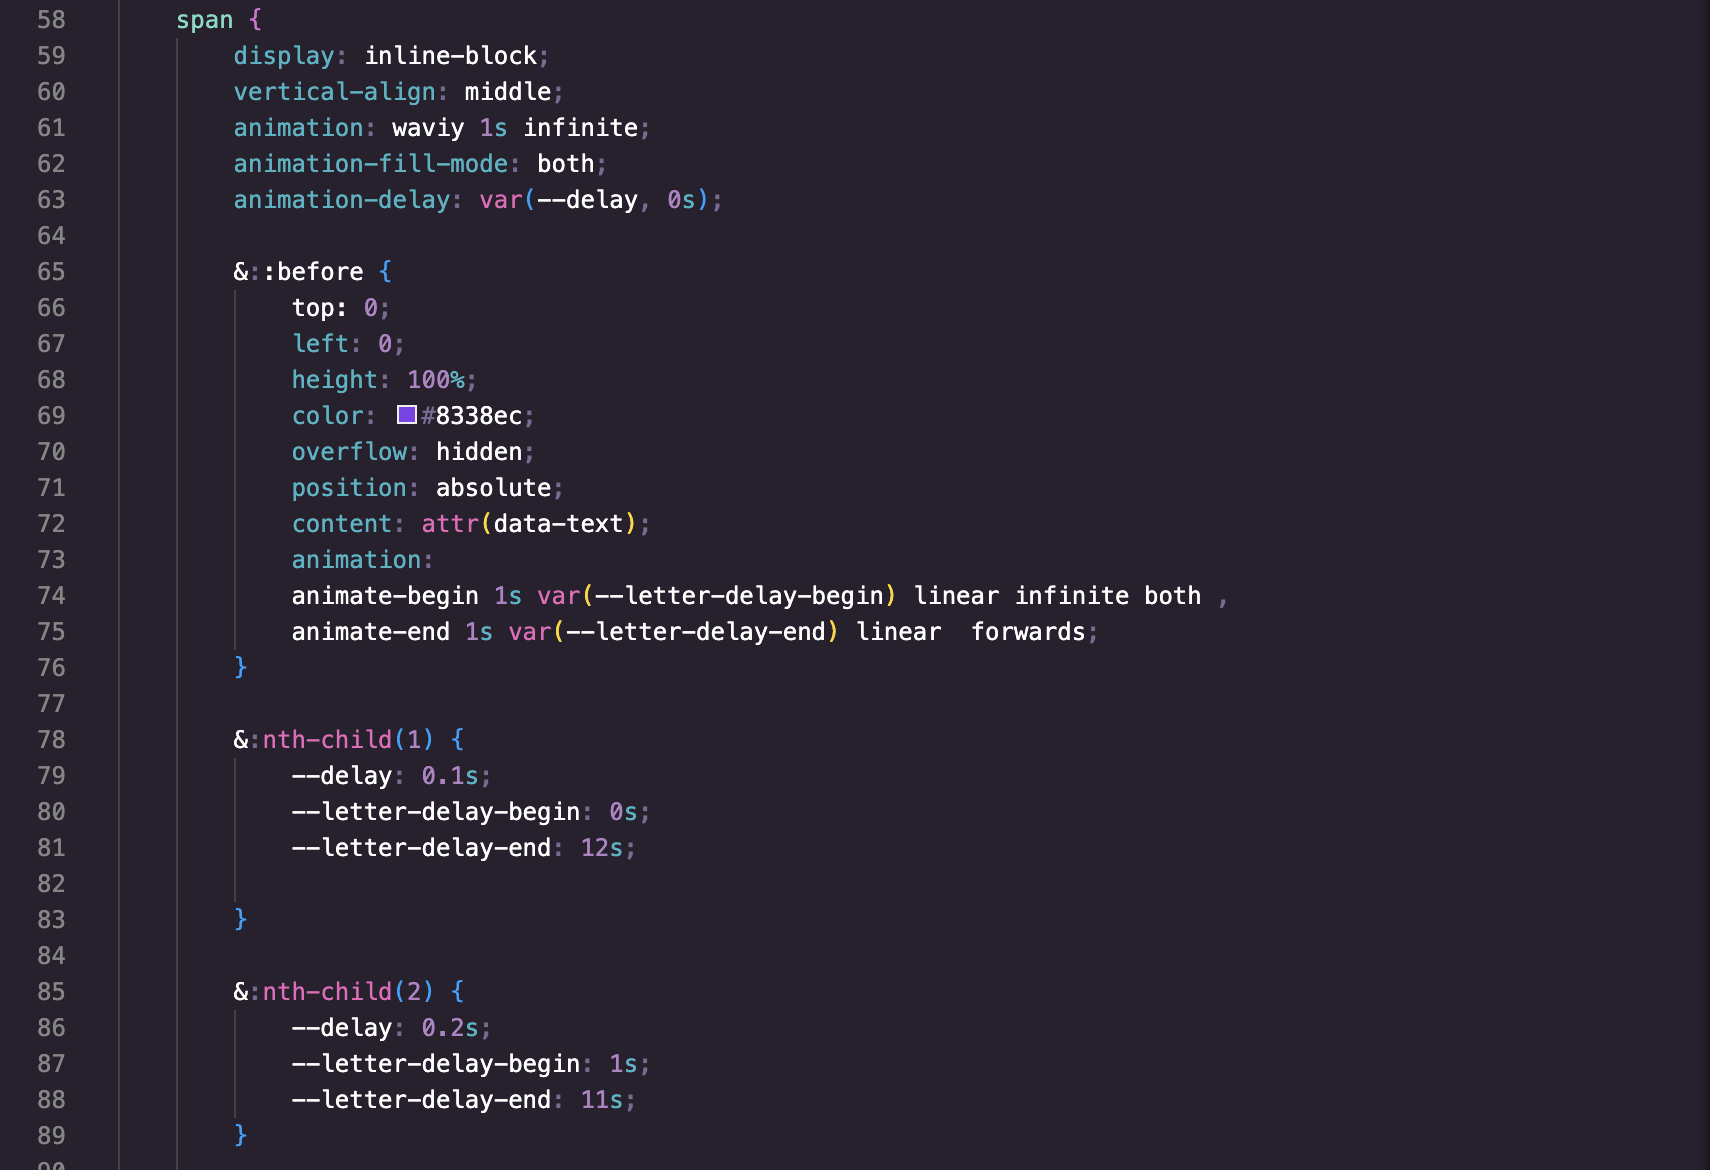 58 span {
59 display: inline-block;
60 vertical-align: middle;
61 animation: waviy 1s infinite;
62 animation-fill-mode: both;
63 animation-delay: var(--delay, 0s);
64
65 &::before {
66 top: 0;
67 left: 0;
68 height: 100%;
69 color: #8338ec;
70 overflow: hidden;
71 position: absolute;
72 content: attr(data-text);
73 animation:
74 animate-begin 1s var(--letter-delay-begin) linear infinite both ,
75 animate-end 1s var(--letter-delay-end) linear  forwards;
76 }
77
78 &:nth-child(1) {
79 --delay: 0.1s;
80 --letter-delay-begin: 0s;
81 --letter-delay-end: 12s;
82
83 }
84
85 &:nth-child(2) {
86 --delay: 0.2s;
87 --letter-delay-begin: 1s;
88 --letter-delay-end: 11s;
89 }
90